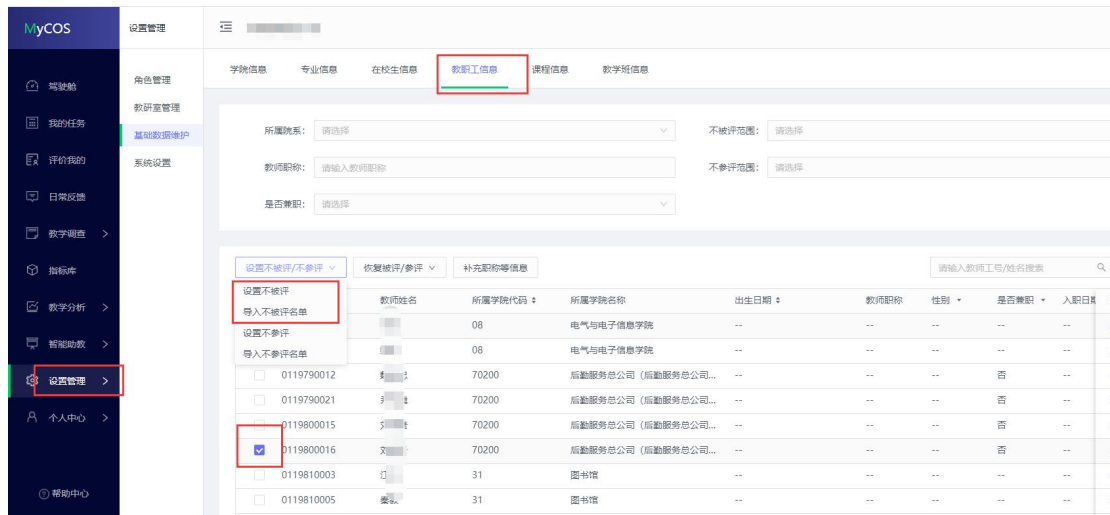 MyCOS
设置管理
学院信息 专业信息 在校生信息 教职工信息 课程信息 教学班信息
驾驶舱
我的任务
评价我的
日常反馈
教学调查
指标库
教学分析
智能助教
设置管理
个人中心
帮助中心
角色管理
教研室管理
基础数据维护
系统设置
所属院系: 请选择 不被评范围: 请选择
教师职称: 请输入教师职称 不参评范围: 请选择
是否兼职: 请选择
设置不被评/不参评 恢复被评/参评 补充职称等信息 请输入教师工号/姓名搜索
设置不被评
导入不被评名单
设置不参评
导入不参评名单
教师姓名 所属学院代码 所属学院名称 出生日期 教师职称 性别 是否兼职 入职日期
08 电气与电子信息学院 -- -- -- -- --
08 电气与电子信息学院 -- -- -- -- --
0119790012 70200 后勤服务总公司（后勤服务总公司... -- -- -- 否 --
0119790021 70200 后勤服务总公司（后勤服务总公司... -- -- -- 否 --
0119800015 70200 后勤服务总公司（后勤服务总公司... -- -- -- 否 --
0119800016 70200 后勤服务总公司（后勤服务总公司... -- -- -- 否 --
0119810003 31 图书馆 -- -- -- -- --
0119810005 31 图书馆 -- -- -- -- --